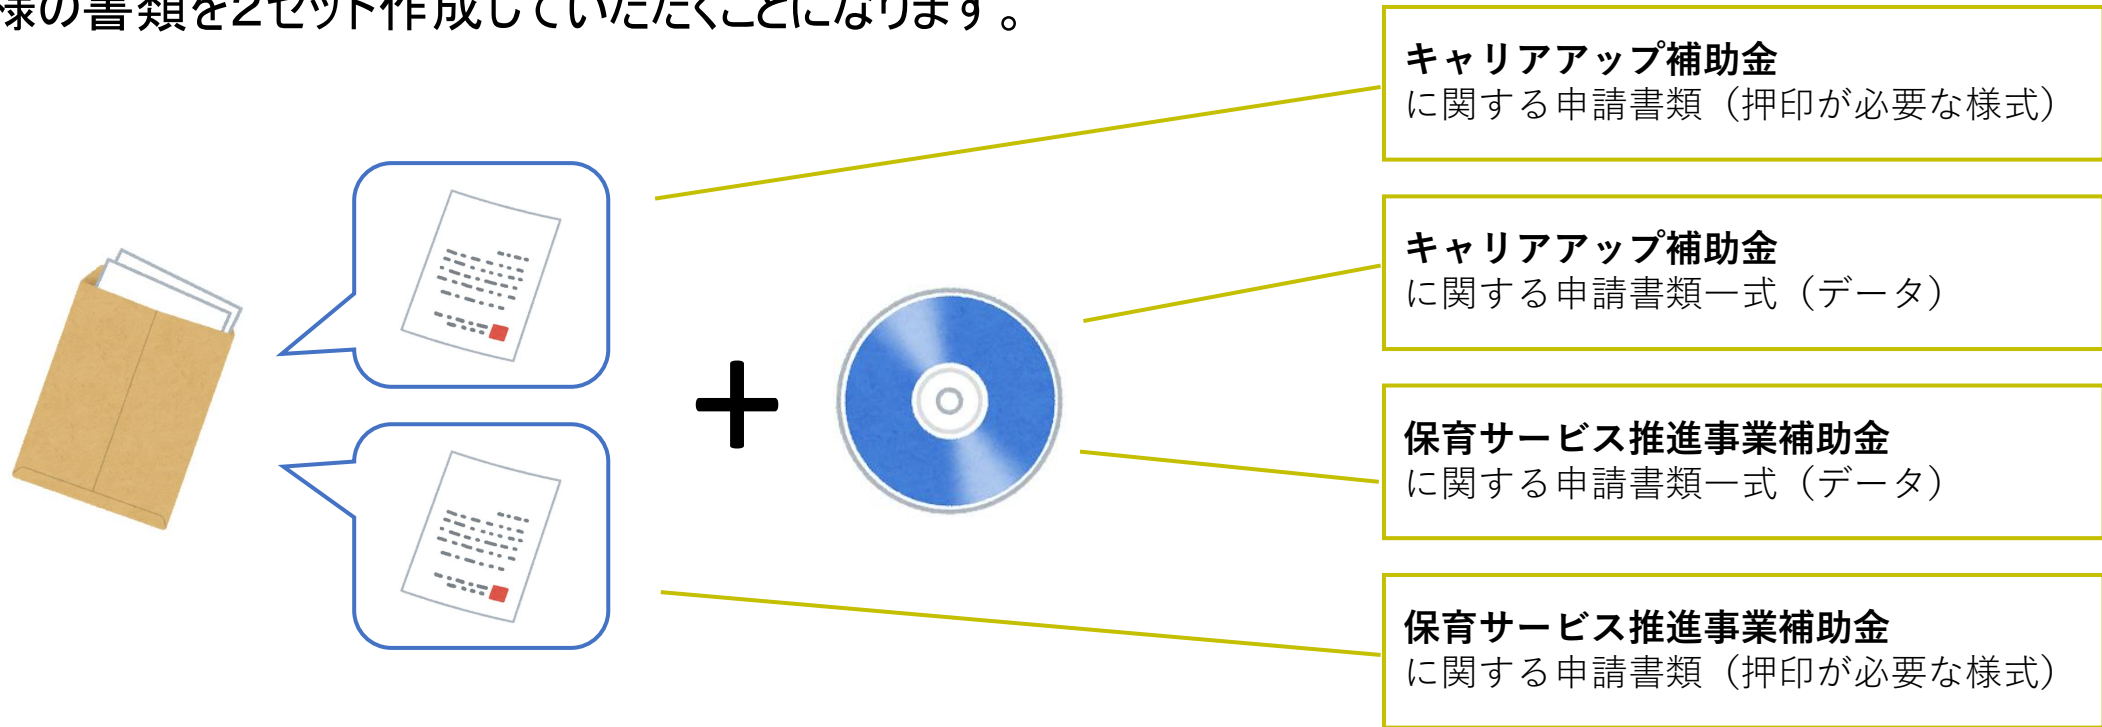 様の書類を2セット作成していただくことになります。
キャリアアップ補助金
に関する申請書類（押印が必要な様式）
キャリアアップ補助金
に関する申請書類一式（データ）
＋
保育サービス推進事業補助金
に関する申請書類一式（データ）
保育サービス推進事業補助金
に関する申請書類（押印が必要な様式）